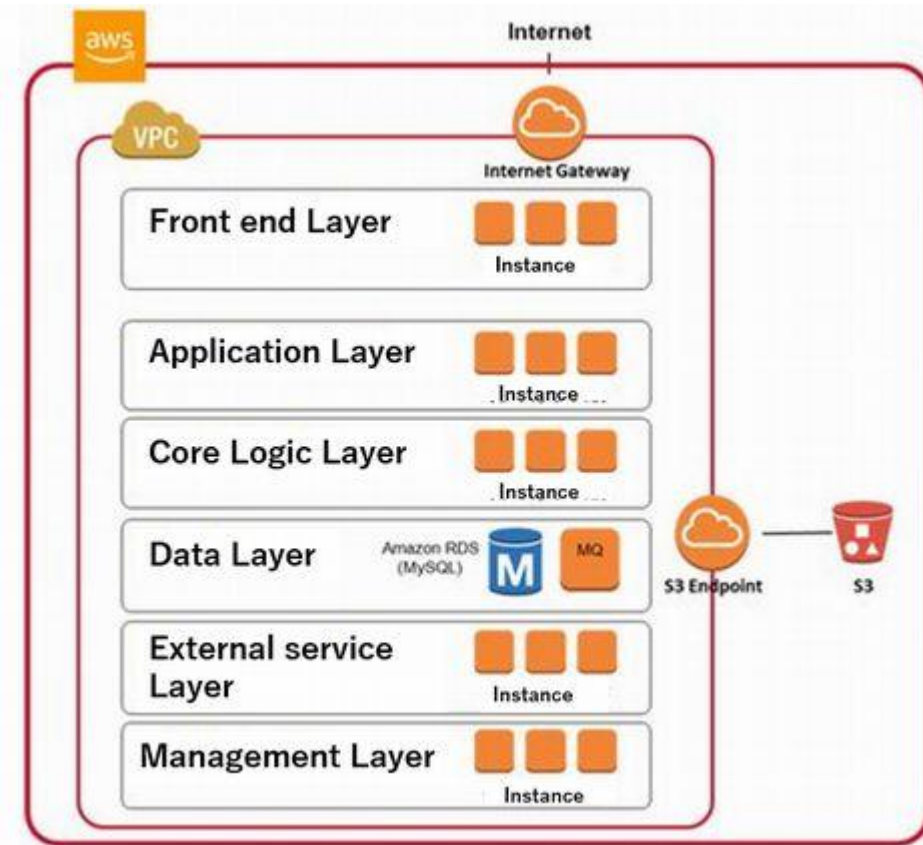 aws
Internet
VPC
Internet Gateway
Front end Layer
Instance
Application Layer
Instance
Core Logic Layer
Instance
Data Layer
Amazon RDS
(MySQL)
M
MQ
S3 Endpoint
S3
External service
Layer
Instance
Management Layer
Instance